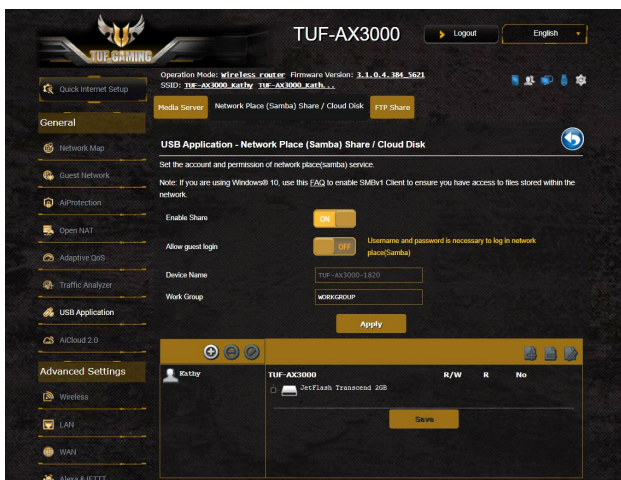 TUF GAMING
TUF-AX3000
Logout
English
Quick Internet Setup
Operation Mode: Wireless router Firmware Version: 3.1.0.4.384_5621
SSID: TUF-AX3000_Kathy TUF-AX3000_Kath...
Media Server
Network Place (Samba) Share / Cloud Disk
FTP Share
General
Network Map
Guest Network
AiProtection
Open NAT
Adaptive QoS
Traffic Analyzer
USB Application
AiCloud 2.0
Advanced Settings
Wireless
LAN
WAN
Alexa & IFTTT
USB Application - Network Place (Samba) Share / Cloud Disk
Set the account and permission of network place(samba) service.
Note: If you are using Windows® 10, use this FAQ to enable SMBv1 Client to ensure you have access to files stored within the
network.
Enable Share
ON
Allow guest login
OFF
Username and password is necessary to log in network
place(Samba)
Device Name
TUF-AX3000-1820
Work Group
WORKGROUP
Apply
Kathy
TUF-AX3000
R/W
R
No
JetFlash Transcend 2GB
Save